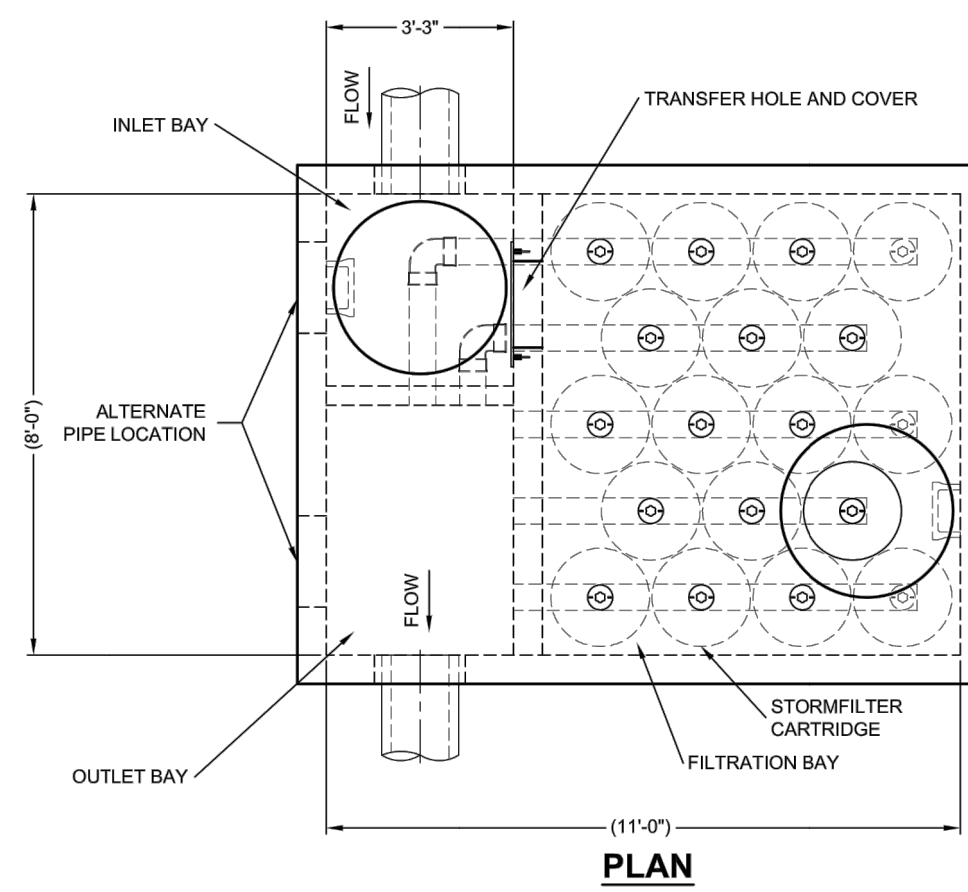 3'-3"
FLOW
TRANSFER HOLE AND COVER
INLET BAY
(8'-0")
ALTERNATE
PIPE LOCATION
FLOW
STORMFILTER
CARTRIDGE
FILTRATION BAY
OUTLET BAY
(11'-0")
PLAN